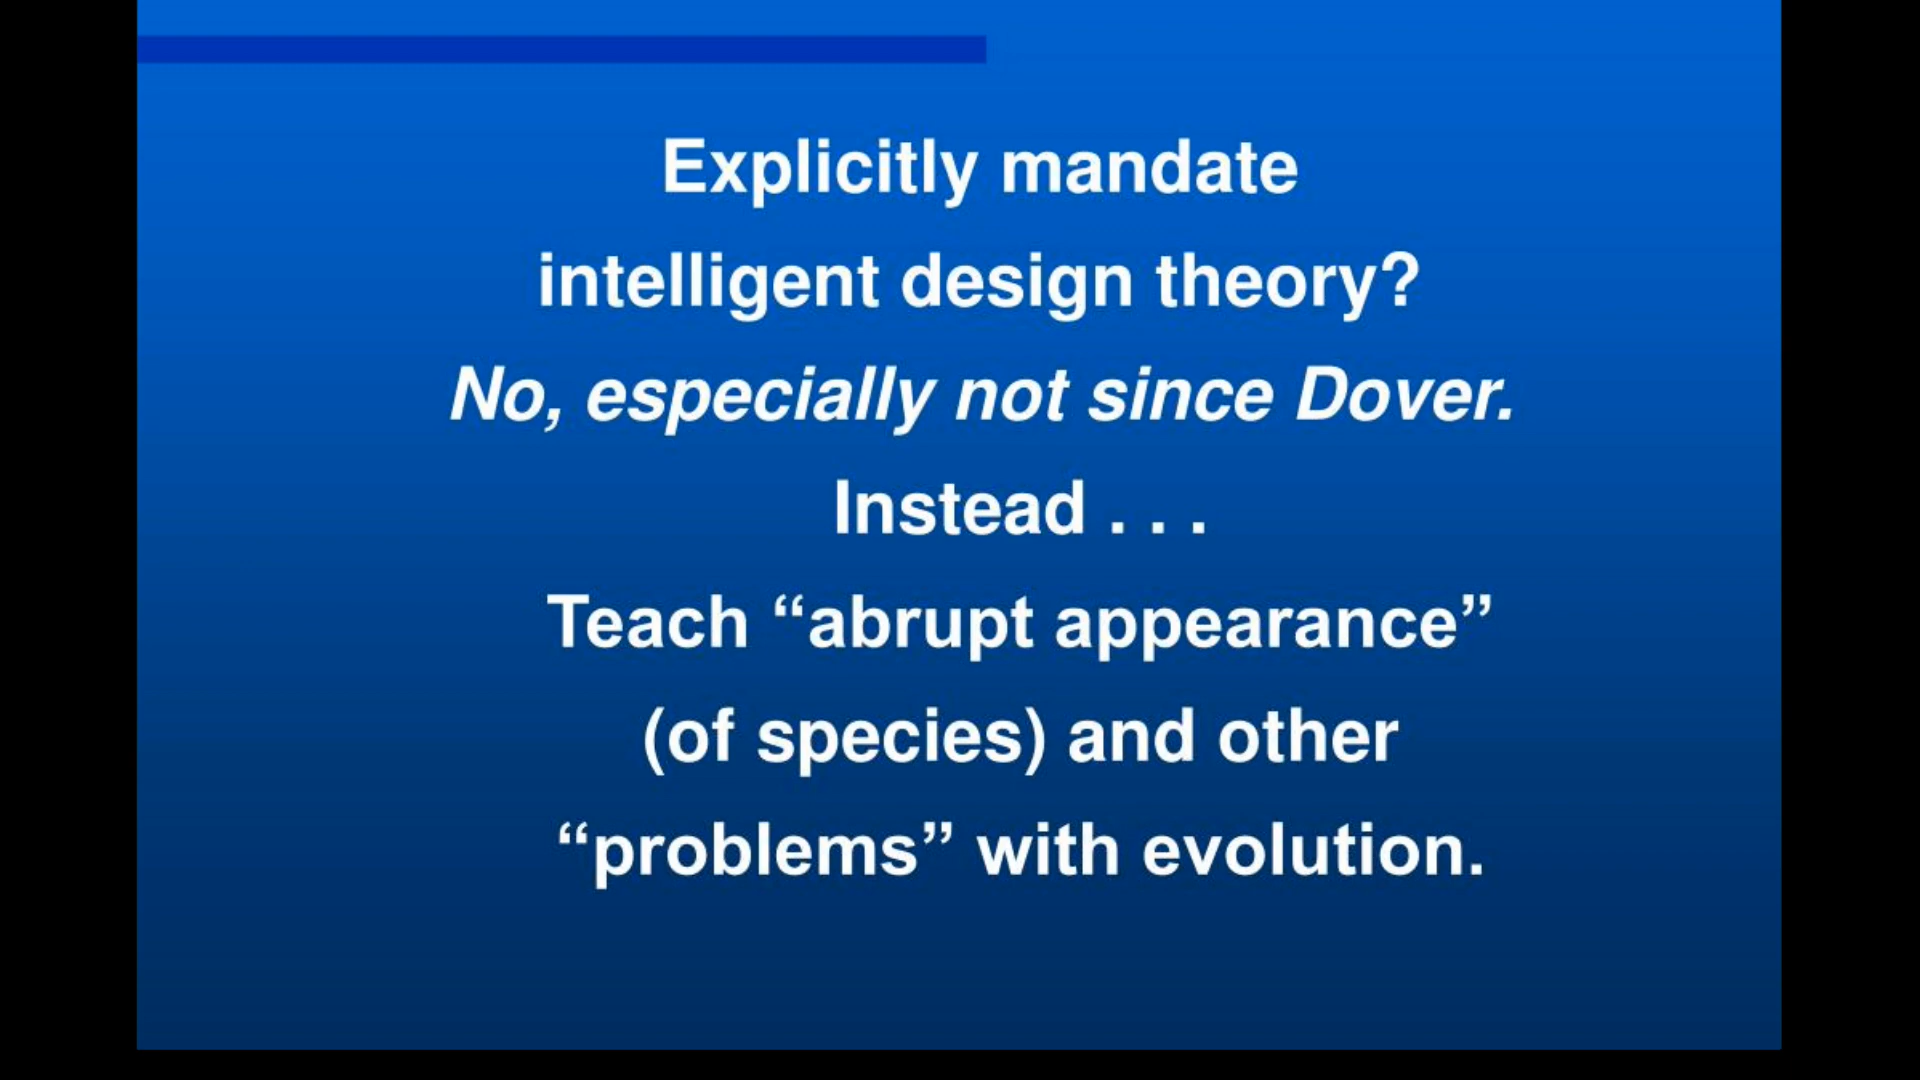 Explicitly mandate
intelligent design theory?
No, especially not since Dover.
Instead . . .
Teach “abrupt appearance”
(of species) and other
“problems” with evolution.